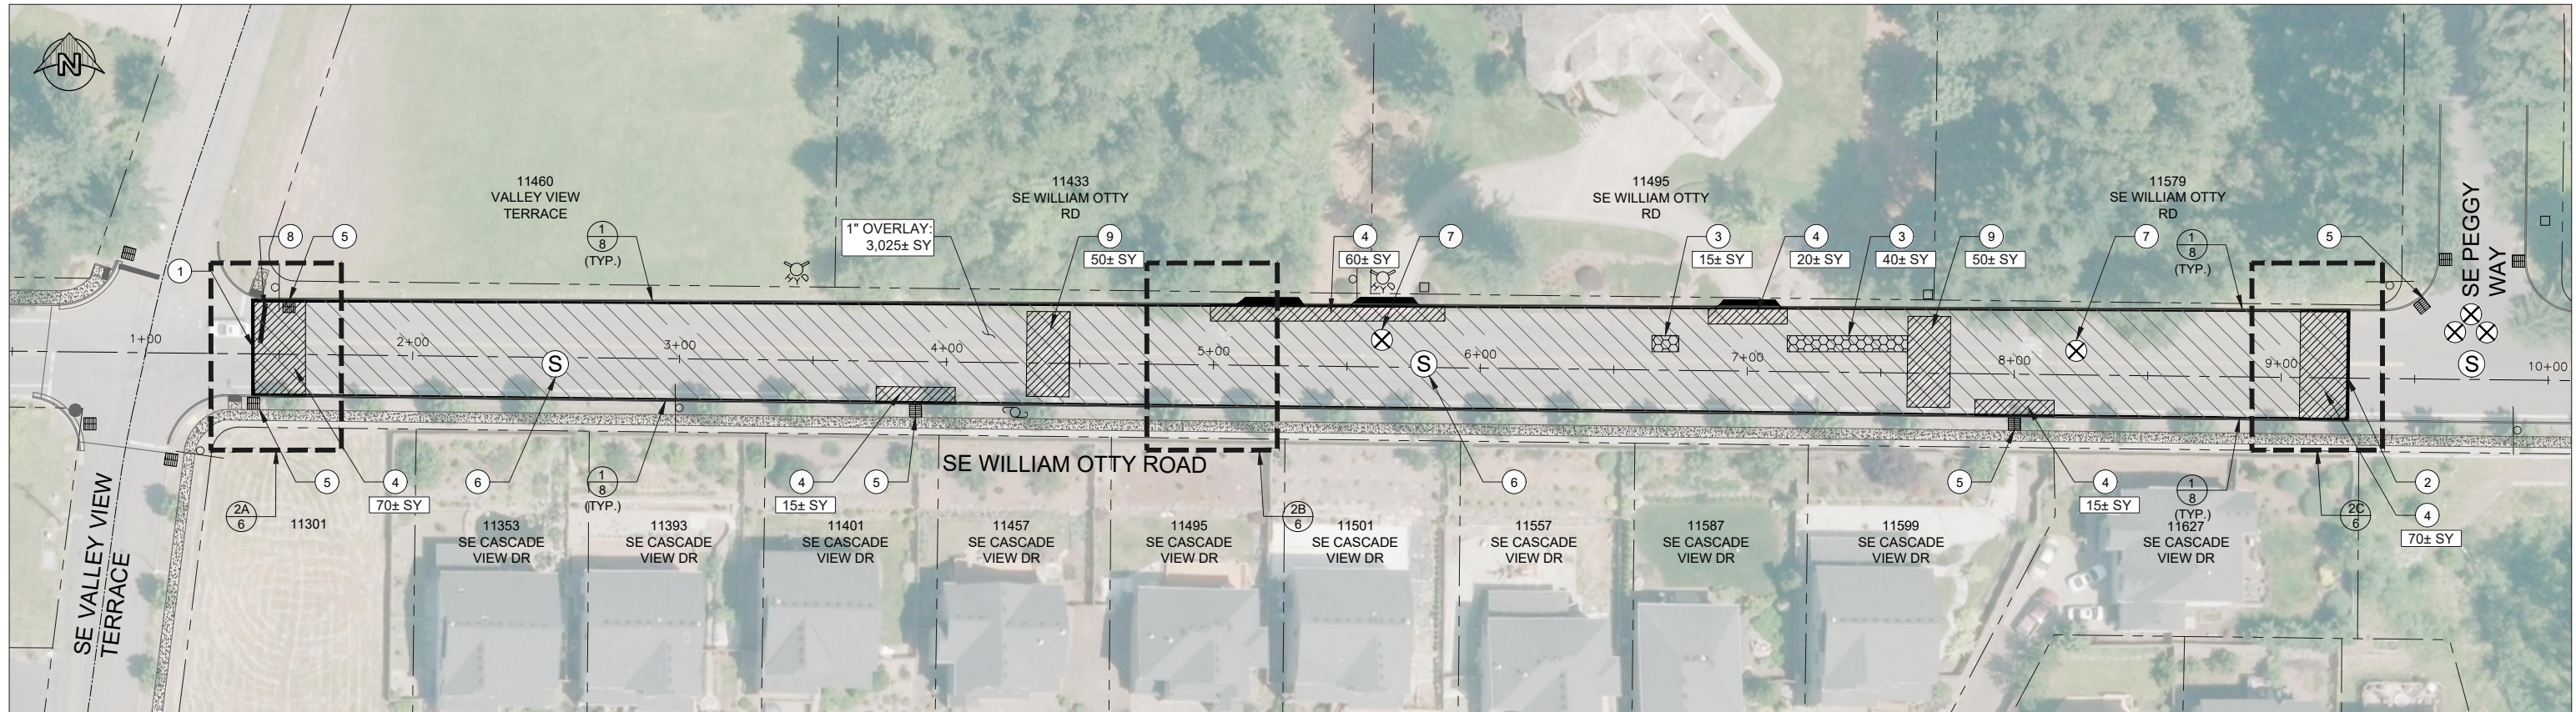 N
11460
VALLEY VIEW
TERRACE
11433
SE WILLIAM OTTY
RD
11495
SE WILLIAM OTTY
RD
11579
SE WILLIAM OTTY
RD
SE PEGGY
WAY
1" OVERLAY:
3,025± SY
1
8
(TYP.)
8
5
1
9
50± SY
4
60± SY
7
3
15± SY
4
20± SY
3
40± SY
9
50± SY
7
1
8
(TYP.)
5
1+00
2+00
3+00
4+00
5+00
6+00
7+00
8+00
9+00
10+00
S
S
S
SE WILLIAM OTTY ROAD
5
4
70± SY
6
1
8
(TYP.)
4
15± SY
5
6
5
4
15± SY
1
8
(TYP.)
2
4
70± SY
2A
6
2B
6
2C
6
11301
11353
SE CASCADE
VIEW DR
11393
SE CASCADE
VIEW DR
11401
SE CASCADE
VIEW DR
11457
SE CASCADE
VIEW DR
11495
SE CASCADE
VIEW DR
11501
SE CASCADE
VIEW DR
11557
SE CASCADE
VIEW DR
11587
SE CASCADE
VIEW DR
11599
SE CASCADE
VIEW DR
11627
SE CASCADE
VIEW DR
SE VALLEY VIEW
TERRACE